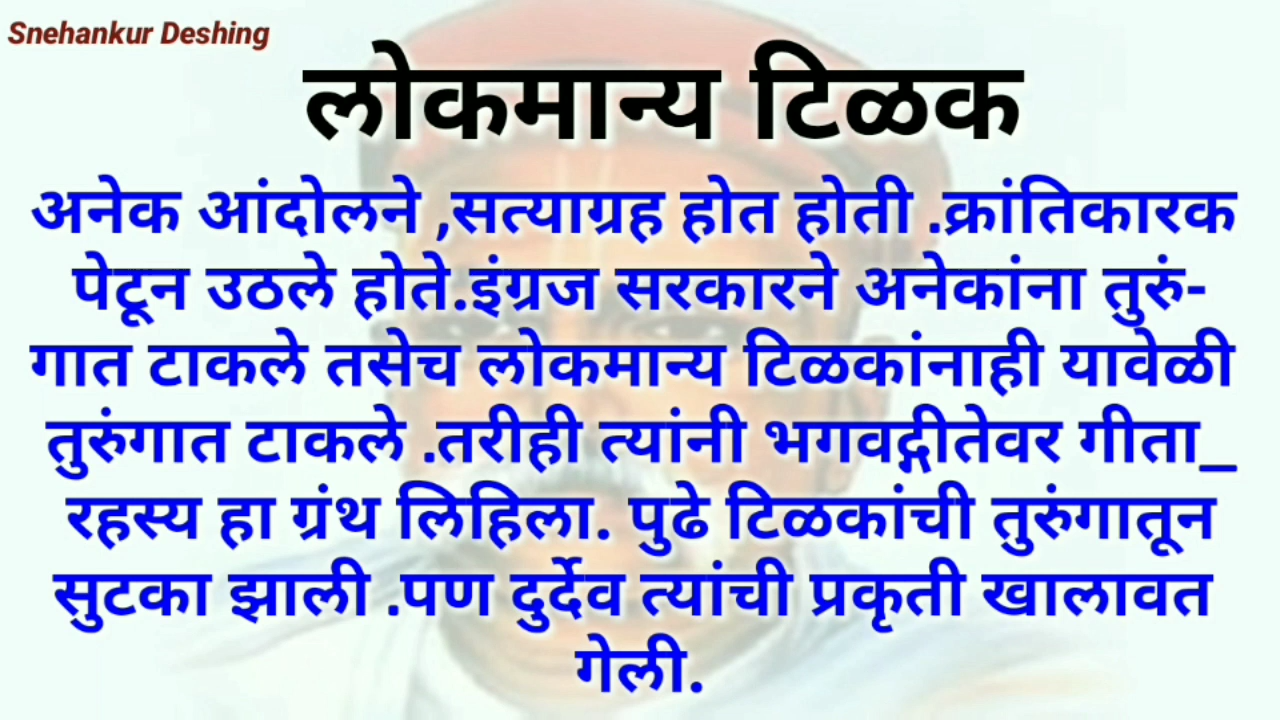 Snehankur Deshing
लोकमान्य टिळक
अनेक आंदोलने ,सत्याग्रह होत होती .क्रांतिकारक
पेटून उठले होते.इंग्रज सरकारने अनेकांना तुरुं-
गात टाकले तसेच लोकमान्य टिळकांनाही यावेळी
तुरुंगात टाकले .तरीही त्यांनी भगवद्गीतेवर गीता_
रहस्य हा ग्रंथ लिहिला. पुढे टिळकांची तुरुंगातून
सुटका झाली .पण दुर्देव त्यांची प्रकृती खालावत
गेली.